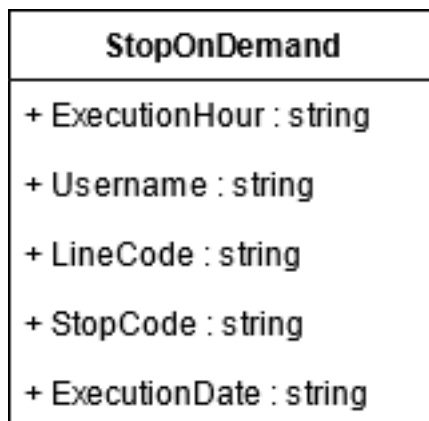 StopOnDemand
+ ExecutionHour : string
+ Username : string
+ LineCode : string
+ StopCode : string
+ ExecutionDate : string